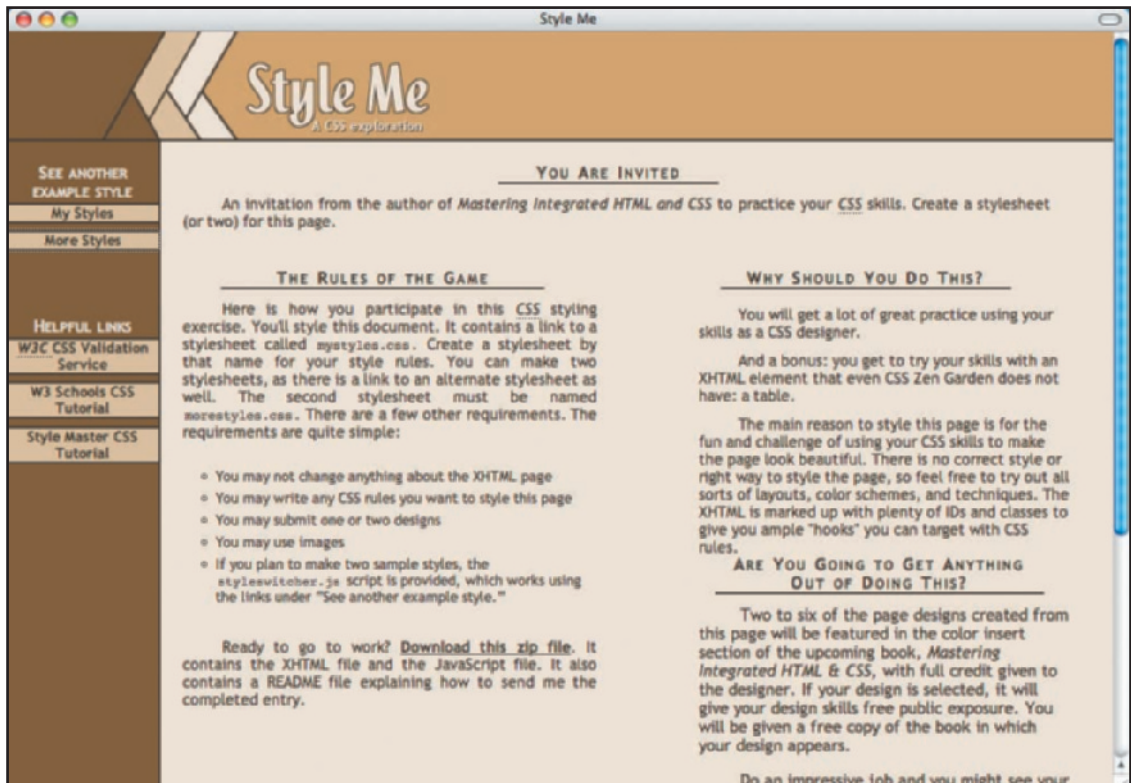 Style Me
Style Me
A CSS exploration
SEE ANOTHER
EXAMPLE STYLE
My Styles
More Styles
HELPFUL LINKS
W3C CSS Validation
Service
W3 Schools CSS
Tutorial
Style Master CSS
Tutorial
YOU ARE INVITED
An invitation from the author of Mastering Integrated HTML and CSS to practice your CSS skills. Create a stylesheet
(or two) for this page.
THE RULES OF THE GAME
Here is how you participate in this CSS styling
exercise. You'll style this document. It contains a link to a
stylesheet called mystyles.css. Create a stylesheet by
that name for your style rules. You can make two
stylesheets, as there is a link to an alternate stylesheet as
well. The second stylesheet must be named
morestyles.css. There are a few other requirements. The
requirements are quite simple:
You may not change anything about the XHTML page
You may write any CSS rules you want to style this page
You may submit one or two designs
You may use images
If you plan to make two sample styles, the
styleswitcher.js script is provided, which works using
the links under "See another example style."
Ready to go to work? Download this zip file. It
contains the XHTML file and the JavaScript file. It also
contains a README file explaining how to send me the
completed entry.
WHY SHOULD YOU DO THIS?
You will get a lot of great practice using your
skills as a CSS designer.
And a bonus: you get to try your skills with an
XHTML element that even CSS Zen Garden does not
have: a table.
The main reason to style this page is for the
fun and challenge of using your CSS skills to make
the page look beautiful. There is no correct style or
right way to style the page, so feel free to try out all
sorts of layouts, color schemes, and techniques. The
XHTML is marked up with plenty of IDs and classes to
give you ample "hooks" you can target with CSS
rules.
ARE YOU GOING TO GET ANYTHING
OUT OF DOING THIS?
Two to six of the page designs created from
this page will be featured in the color insert
section of the upcoming book, Mastering
Integrated HTML & CSS, with full credit given to
the designer. If your design is selected, it will
give your design skills free public exposure. You
will be given a free copy of the book in which
your design appears.
Do an impressive job and you might see your